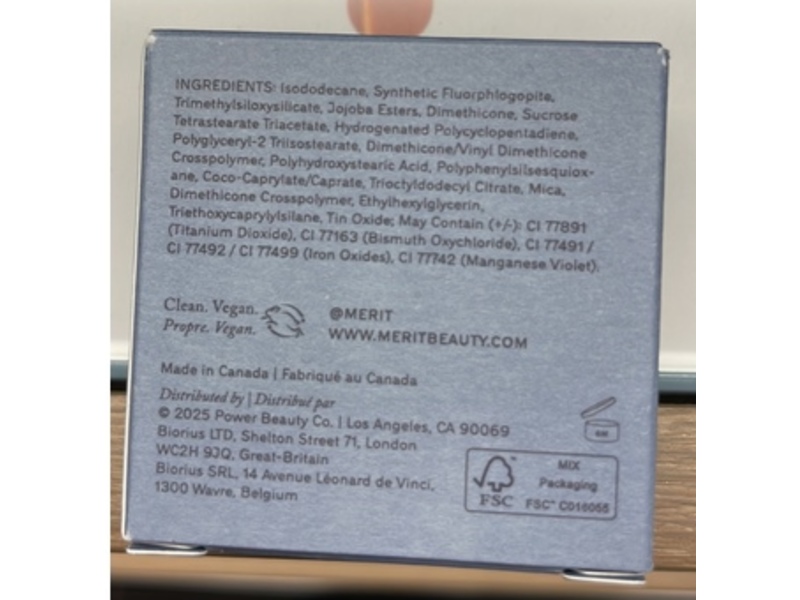 INGREDIENTS: Isododecane, Synthetic Fluorphlogopite,
Trimethylsiloxysilicate, Jojoba Esters, Dimethicone, Sucrose
Tetrastearate Triacetate, Hydrogenated Polycyclopentadiene,
Polyglyceryl-2 Triisostearate, Dimethicone/Vinyl Dimethicone
Crosspolymer, Polyhydroxystearic Acid, Polyphenylsilsesquiox-
ane, Coco-Caprylate/Caprate, Trioctyldodecyl Citrate, Mica,
Dimethicone Crosspolymer, Ethylhexylglycerin,
Triethoxycaprylylsilane, Tin Oxide; May Contain (+/-): CI 77891
(Titanium Dioxide), CI 77163 (Bismuth Oxychloride), CI 77491 /
CI 77492 / CI 77499 (Iron Oxides), CI 77742 (Manganese Violet).
Clean. Vegan.
Propre. Vegan.
@MERIT
WWW.MERITBEAUTY.COM
Made in Canada | Fabriqué au Canada
Distributed by | Distribué par
© 2025 Power Beauty Co. | Los Angeles, CA 90069
Biorius LTD, Shelton Street 71, London
WC2H 9JQ, Great-Britain
Biorius SRL, 14 Avenue Léonard de Vinci,
1300 Wavre, Belgium
FSC
MIX
Packaging
FSC™ C016055